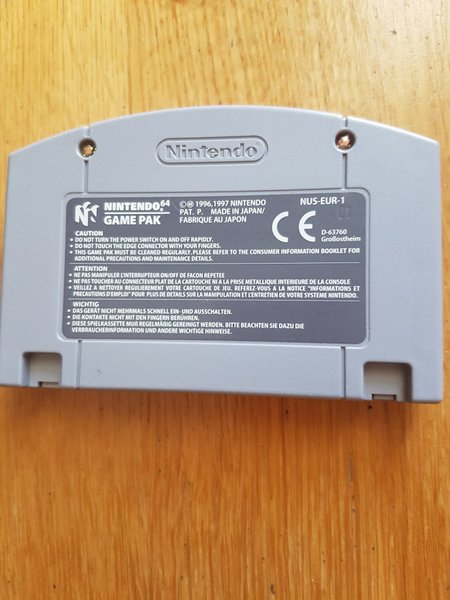 Nintendo
NINTENDO 64
GAME PAK
©Ⓜ 1996,1997 NINTENDO
PAT. P. MADE IN JAPAN/
FABRIQUE AU JAPON
NUS-EUR-1
CE
D-63760
Großostheim
CAUTION
• DO NOT TURN THE POWER SWITCH ON AND OFF RAPIDLY.
• DO NOT TOUCH THE EDGE CONNECTOR WITH YOUR FINGERS.
• THIS GAME PAK MUST BE CLEANED REGULARLY. PLEASE REFER TO THE CONSUMER INFORMATION BOOKLET FOR
ADDITIONAL PRECAUTIONS AND MAINTENANCE DETAILS.
ATTENTION
• NE PAS MANIPULER L'INTERRUPTEUR ON/OFF DE FACON REPETEE
• NE PAS TOUCHER AU CONNECTEUR PLAT DE LA CARTOUCHE NI A LA PRISE METALLIQUE INTERIEURE DE LA CONSOLE
• VEILLEZ A NETTOYER REGULIEREMENT VOTRE CARTOUCHE DE JEU. REFEREZ-VOUS A LA NOTICE "INFORMATIONS ET
PRECAUTIONS D'EMPLOI" POUR PLUS DE DETAILS SUR LA MANIPULATION ET L'ENTRETIEN DE VOTRE SYSTEME NINTENDO.
WICHTIG
• DAS GERÄT NICHT MEHRMALS SCHNELL EIN- UND AUSSCHALTEN.
• DIE KONTAKTE NICHT MIT DEN FINGERN BERÜHREN.
• DIESE SPIELKASSETTE MUß REGELMÄßIG GEREINIGT WERDEN. BITTE BEACHTEN SIE DAZU DIE
VERBRAUCHERINFORMATION UND ANDERE WICHTIGE HINWEISE.